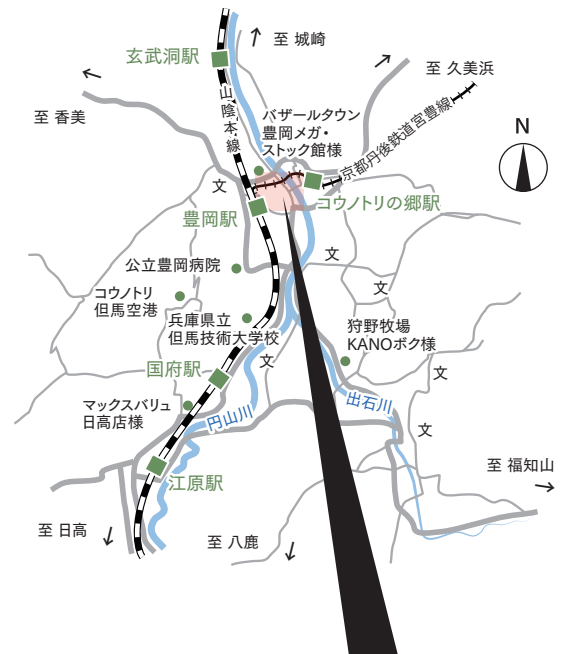 至 城崎
玄武洞駅
至 久美浜
至 香美
山陰本線
バザールタウン
豊岡メガ・
ストック館様
京都丹後鉄道宮豊線
N
文
コウノトリの郷駅
豊岡駅
文
公立豊岡病院
文
コウノトリ
但馬空港
兵庫県立
但馬技術大学校
狩野牧場
KANOボク様
文
国府駅
文
マックスバリュ
日高店様
円山川
出石川
文
至 福知山
江原駅
至 日高
至 八鹿